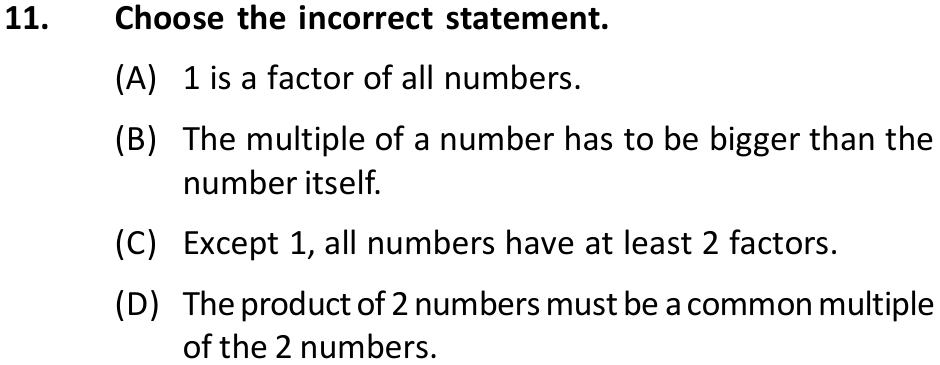 11. Choose the incorrect statement.
(A) 1 is a factor of all numbers.
(B) The multiple of a number has to be bigger than the
number itself.
(C) Except 1, all numbers have at least 2 factors.
(D) The product of 2 numbers must be a common multiple
of the 2 numbers.